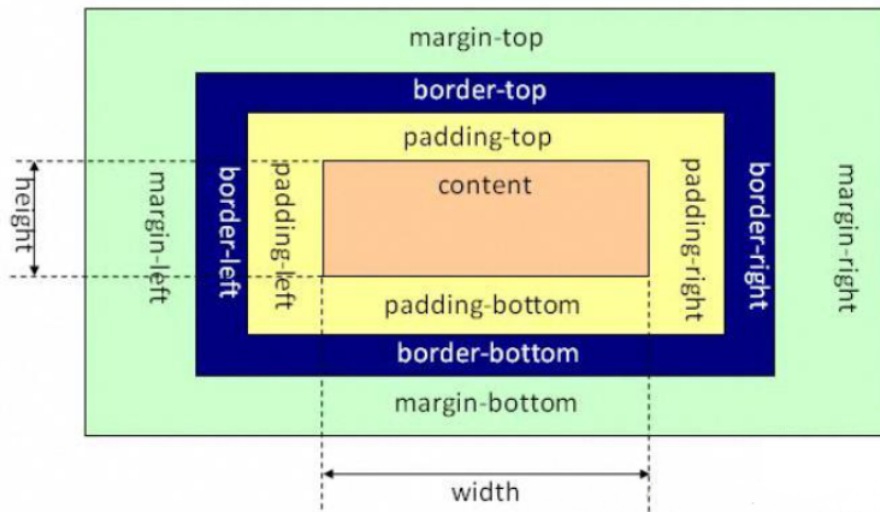 margin-top
border-top
padding-top
content
height
margin-left
border-left
padding-left
padding-right
border-right
margin-right
padding-bottom
border-bottom
margin-bottom
width